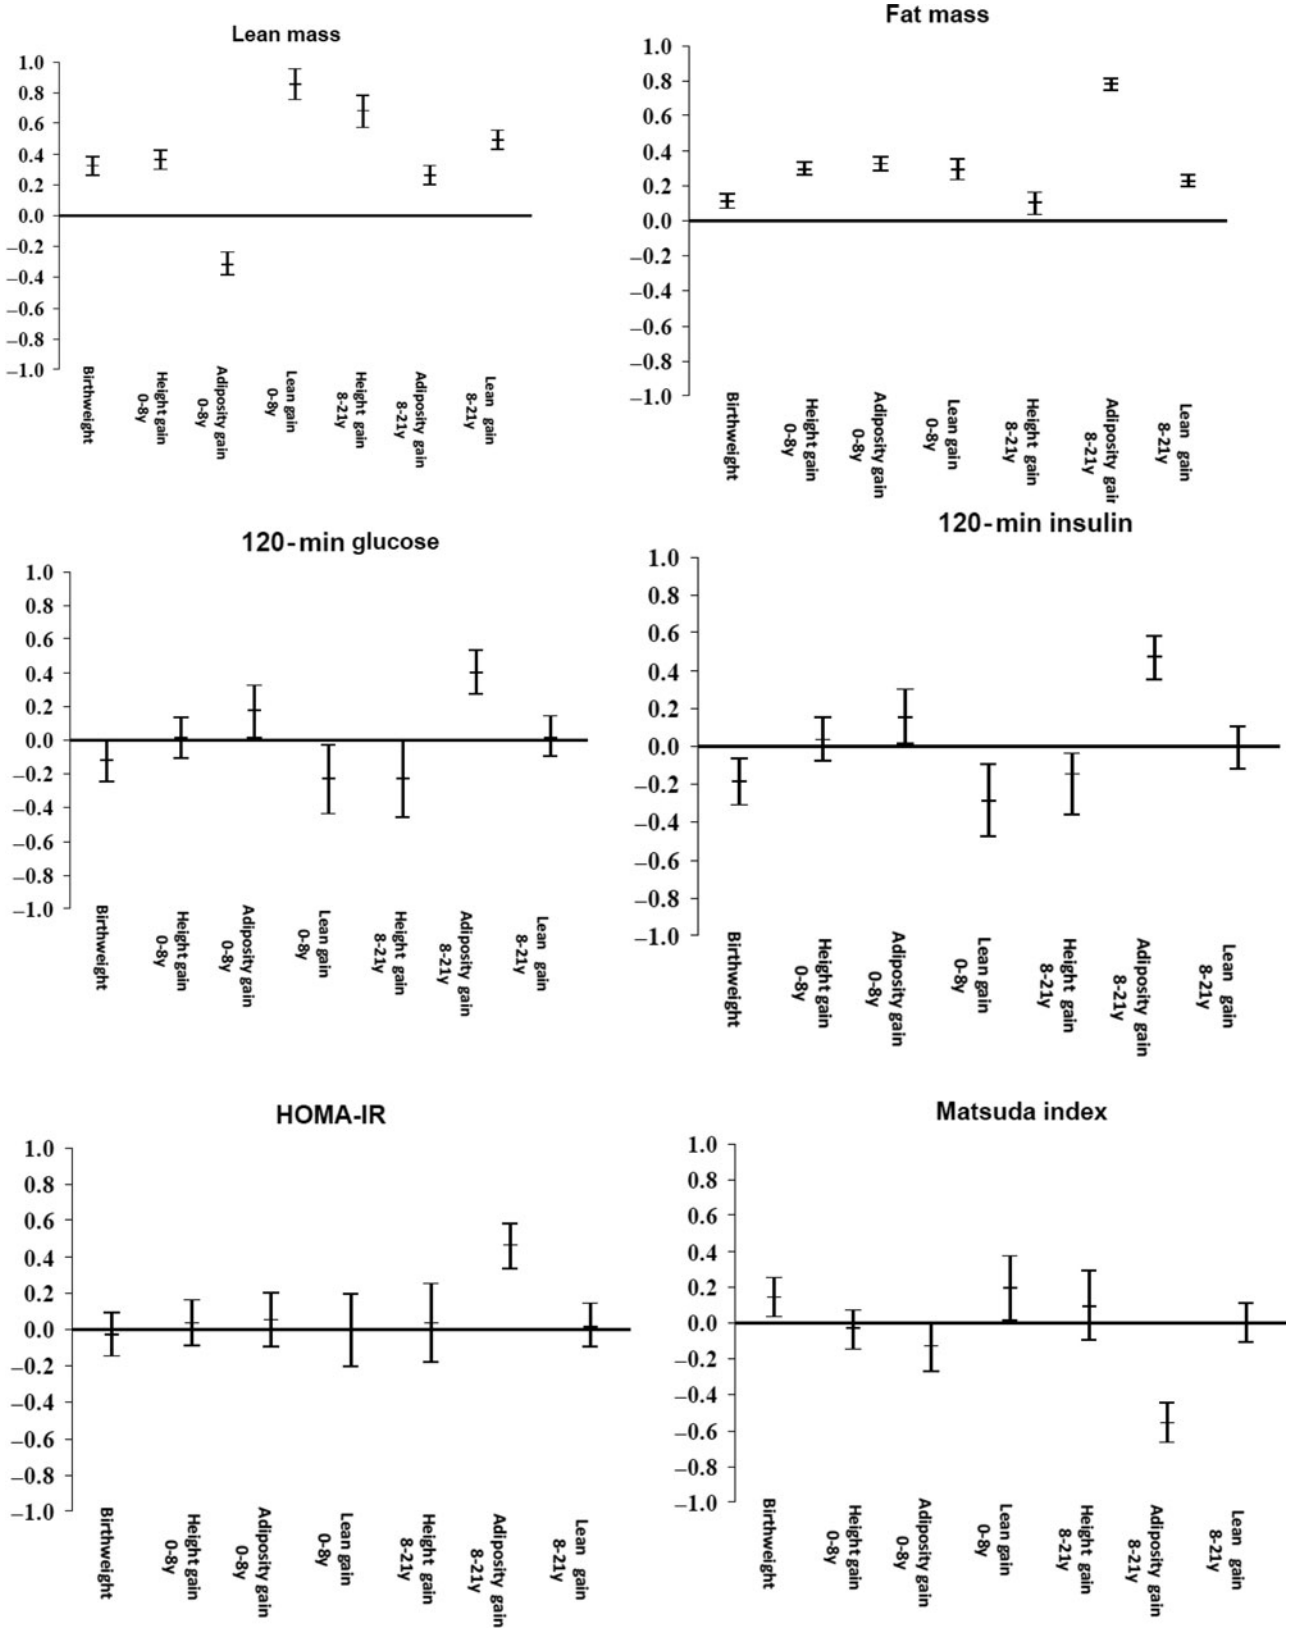 Lean mass
1.0
0.8
0.6
0.4
0.2
0.0
–0.2
–0.4
–0.6
–0.8
–1.0
Birthweight
Height gain
0-8y
Adiposity gain
0-8y
Lean gain
0-8y
Height gain
8-21y
Adiposity gain
8-21y
Lean gain
8-21y
Fat mass
1.0
0.8
0.6
0.4
0.2
0.0
–0.2
–0.4
–0.6
–0.8
–1.0
Birthweight
Height gain
0-8y
Adiposity gain
0-8y
Lean gain
0-8y
Height gain
8-21y
Adiposity gair
8-21y
Lean gain
8-21y
120-min glucose
1.0
0.8
0.6
0.4
0.2
0.0
–0.2
–0.4
–0.6
–0.8
–1.0
Birthweight
Height gain
0-8y
Adiposity gain
0-8y
Lean gain
0-8y
Height gain
8-21y
Adiposity gain
8-21y
Lean gain
8-21y
120-min insulin
1.0
0.8
0.6
0.4
0.2
0.0
–0.2
–0.4
–0.6
–0.8
–1.0
Birthweight
Height gain
0-8y
Adiposity gain
0-8y
Lean gain
0-8y
Height gain
8-21y
Adiposity gain
8-21y
Lean gain
8-21y
HOMA-IR
1.0
0.8
0.6
0.4
0.2
0.0
–0.2
–0.4
–0.6
–0.8
–1.0
Birthweight
Height gain
0-8y
Adiposity gain
0-8y
Lean gain
0-8y
Height gain
8-21y
Adiposity gain
8-21y
Lean gain
8-21y
Matsuda index
1.0
0.8
0.6
0.4
0.2
0.0
–0.2
–0.4
–0.6
–0.8
–1.0
Birthweight
Height gain
0-8y
Adiposity gain
0-8y
Lean gain
0-8y
Height gain
8-21y
Adiposity gain
8-21y
Lean gain
8-21y